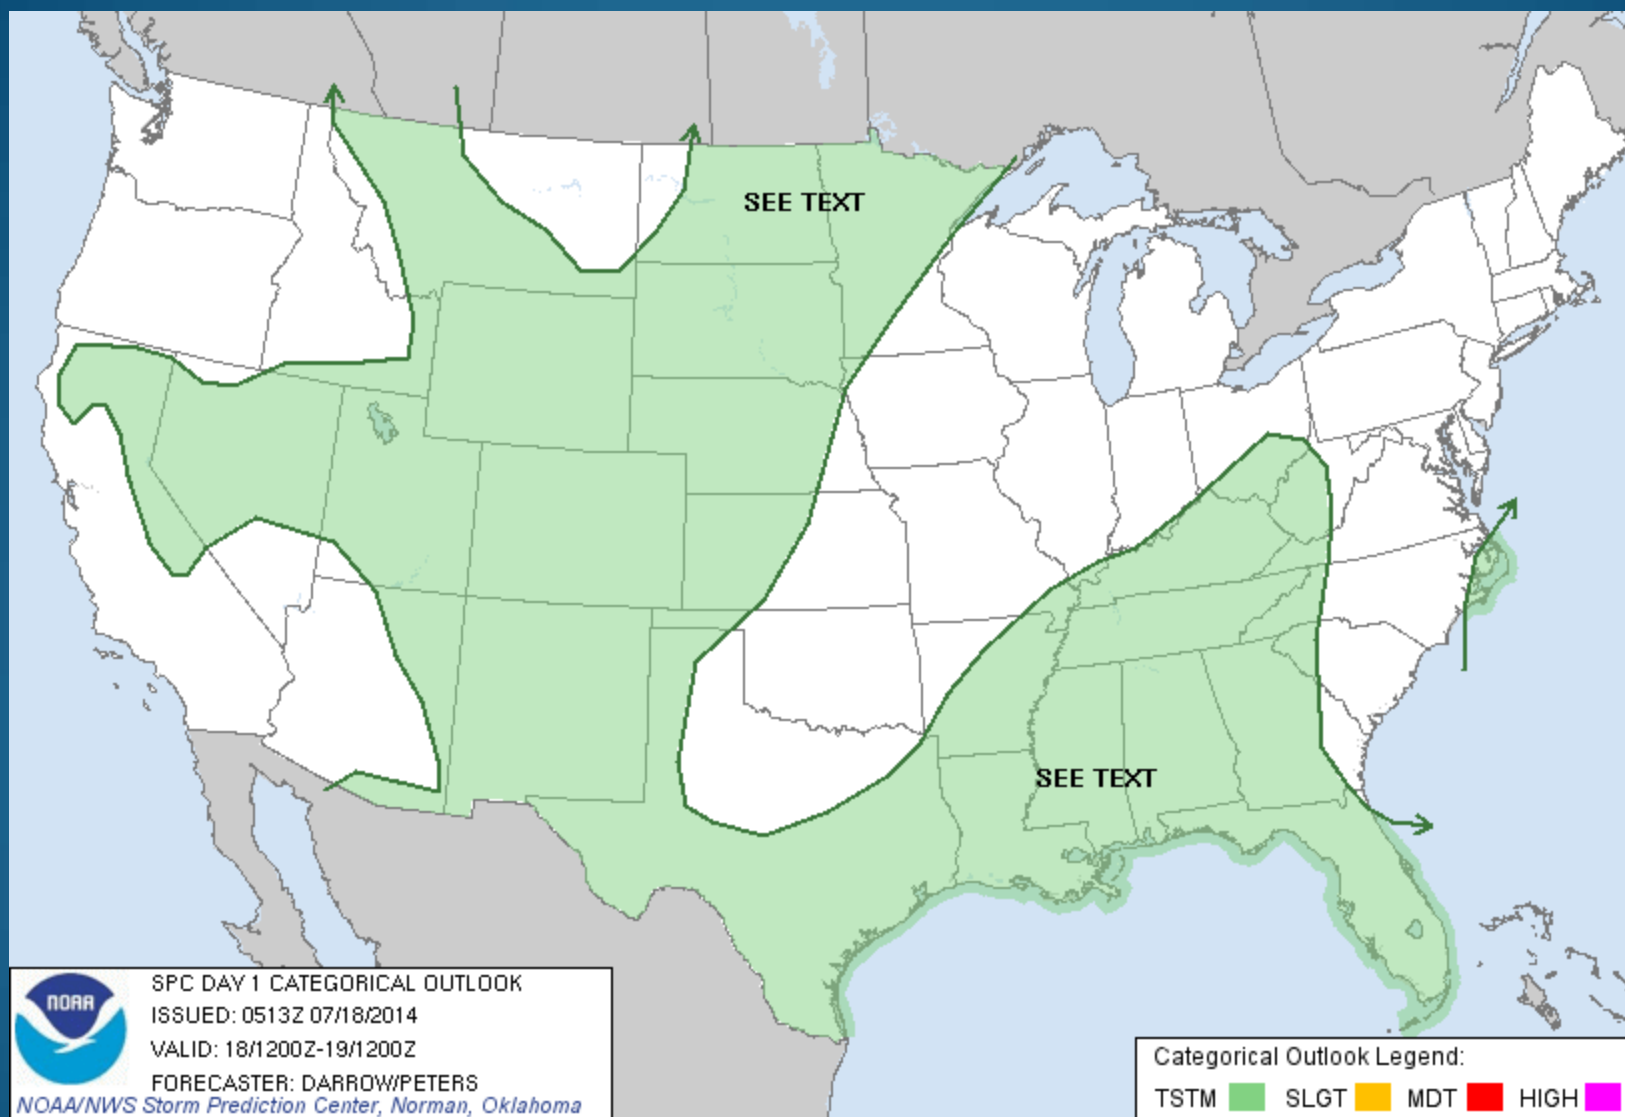 SEE TEXT
SEE TEXT
NOAA
SPC DAY 1 CATEGORICAL OUTLOOK
ISSUED: 0513Z 07/18/2014
VALID: 18/1200Z-19/1200Z
FORECASTER: DARROW/PETERS
NOAA/NWS Storm Prediction Center, Norman, Oklahoma
Categorical Outlook Legend:
TSTM SLGT MDT HIGH